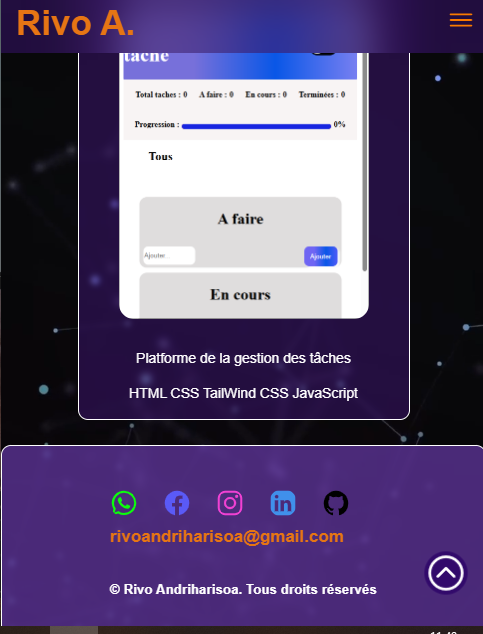 Rivo A.
tache
Total taches : 0 A faire : 0 En cours : 0 Terminées : 0
Progression : 0%
Tous
A faire
Ajouter...
Ajouter
En cours
Platforme de la gestion des tâches
HTML CSS TailWind CSS JavaScript
rivoandriharisoa@gmail.com
© Rivo Andriharisoa. Tous droits réservés